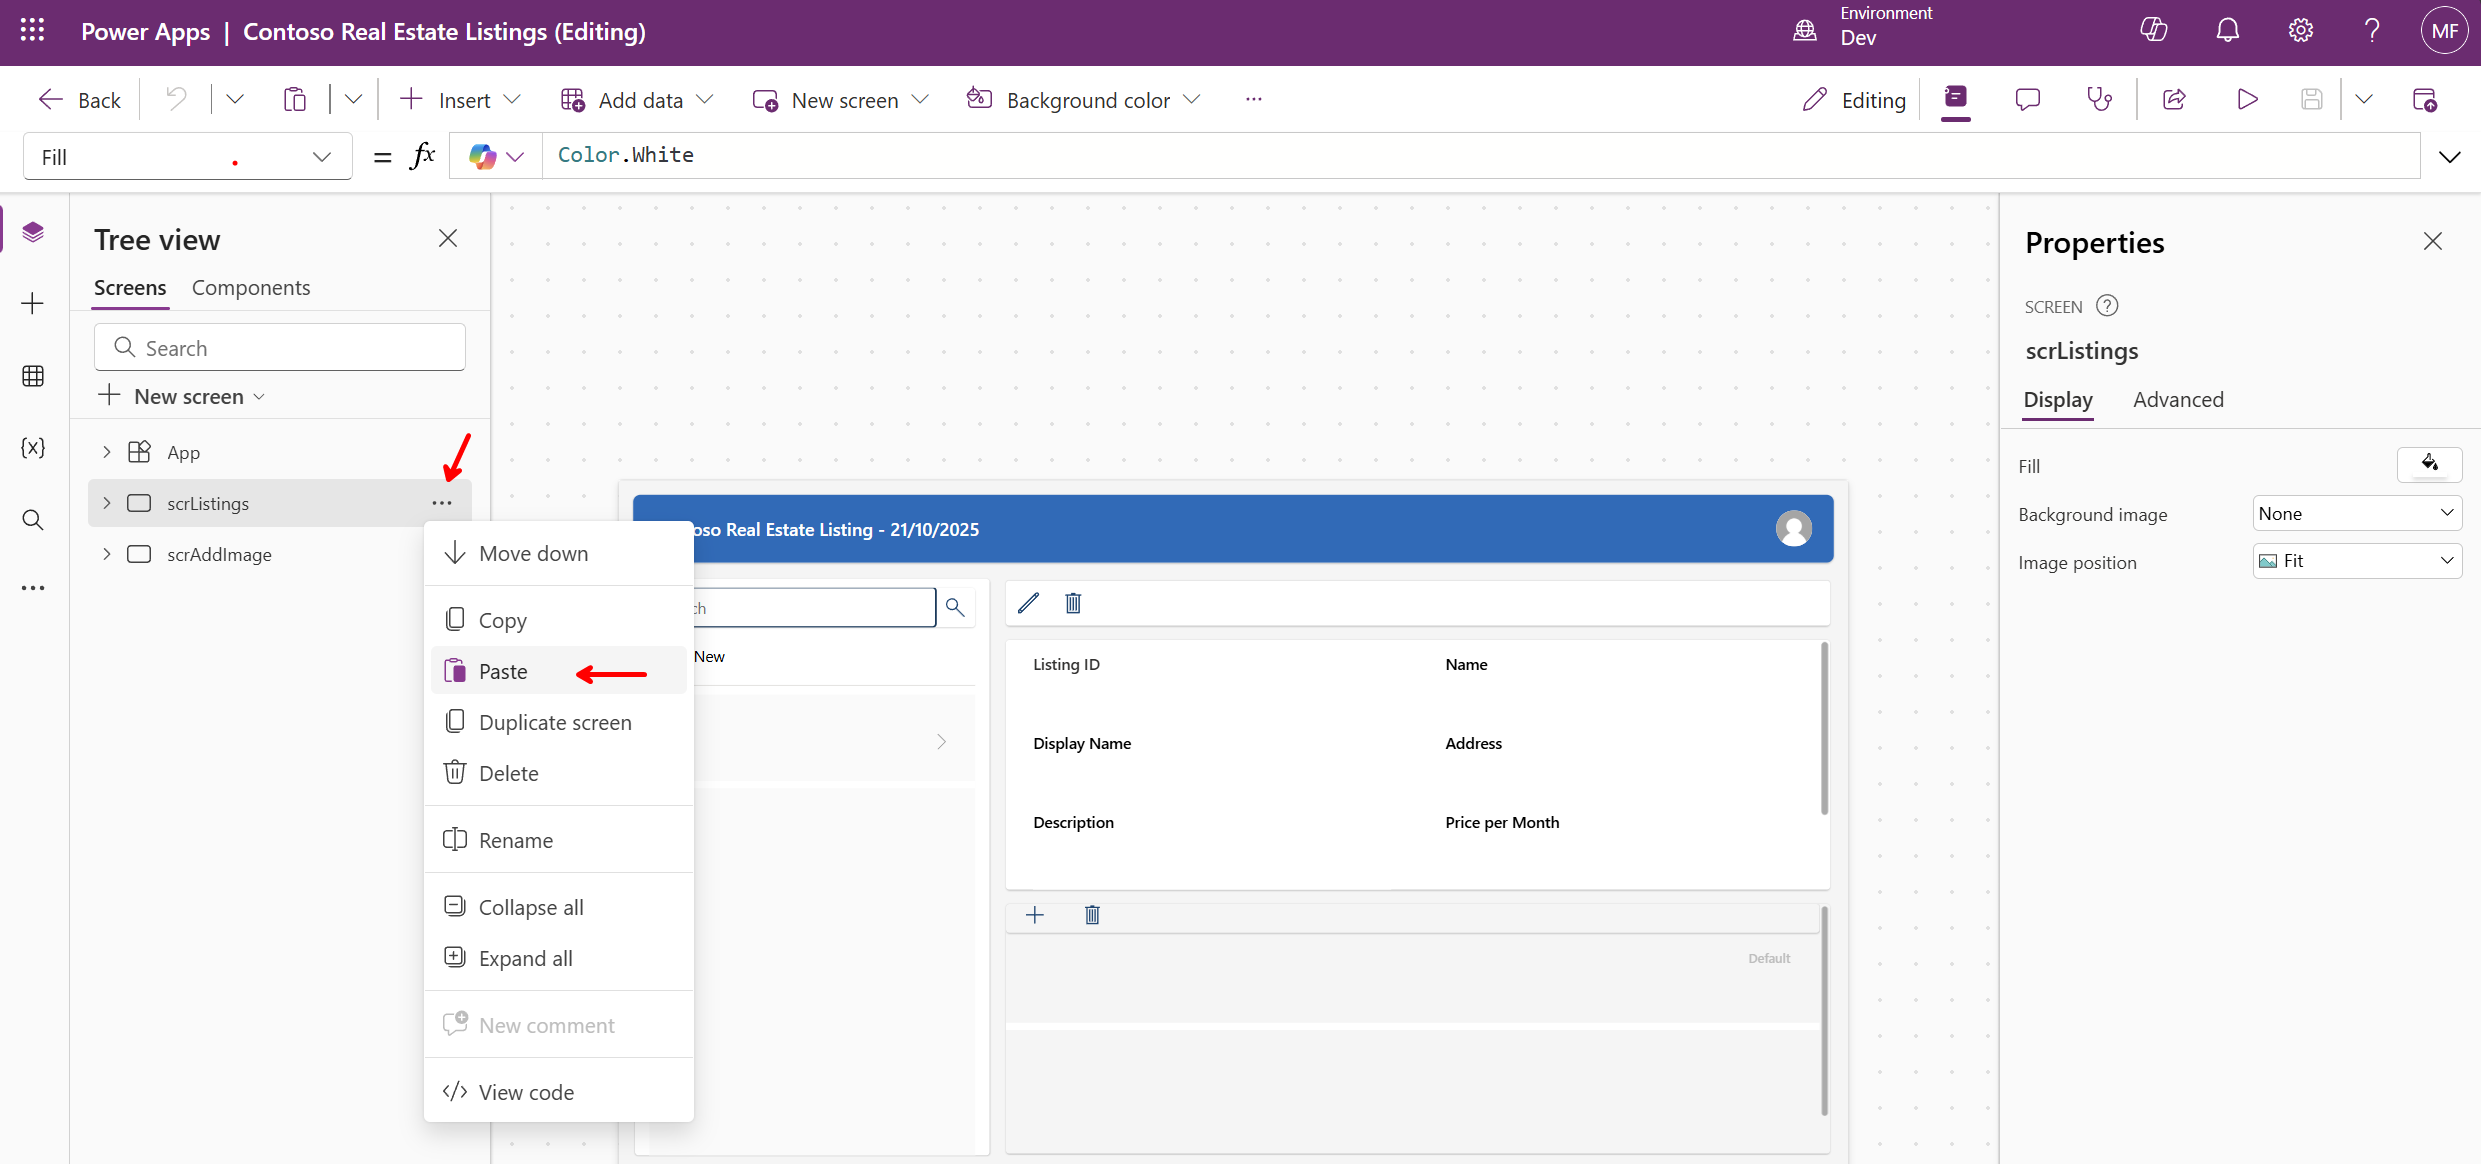 Power Apps | Contoso Real Estate Listings (Editing)
Environment
Dev
MF
Back
Insert
Add data
New screen
Background color
Editing
Fill
= fx
Color.White
Tree view
Screens
Components
Search
New screen
App
scrListings
scrAddImage
Move down
Copy
Paste
Duplicate screen
Delete
Rename
Collapse all
Expand all
New comment
View code
oso Real Estate Listing - 21/10/2025
ch
New
Listing ID
Name
Display Name
Address
Description
Price per Month
Default
Properties
SCREEN
scrListings
Display
Advanced
Fill
Background image
None
Image position
Fit